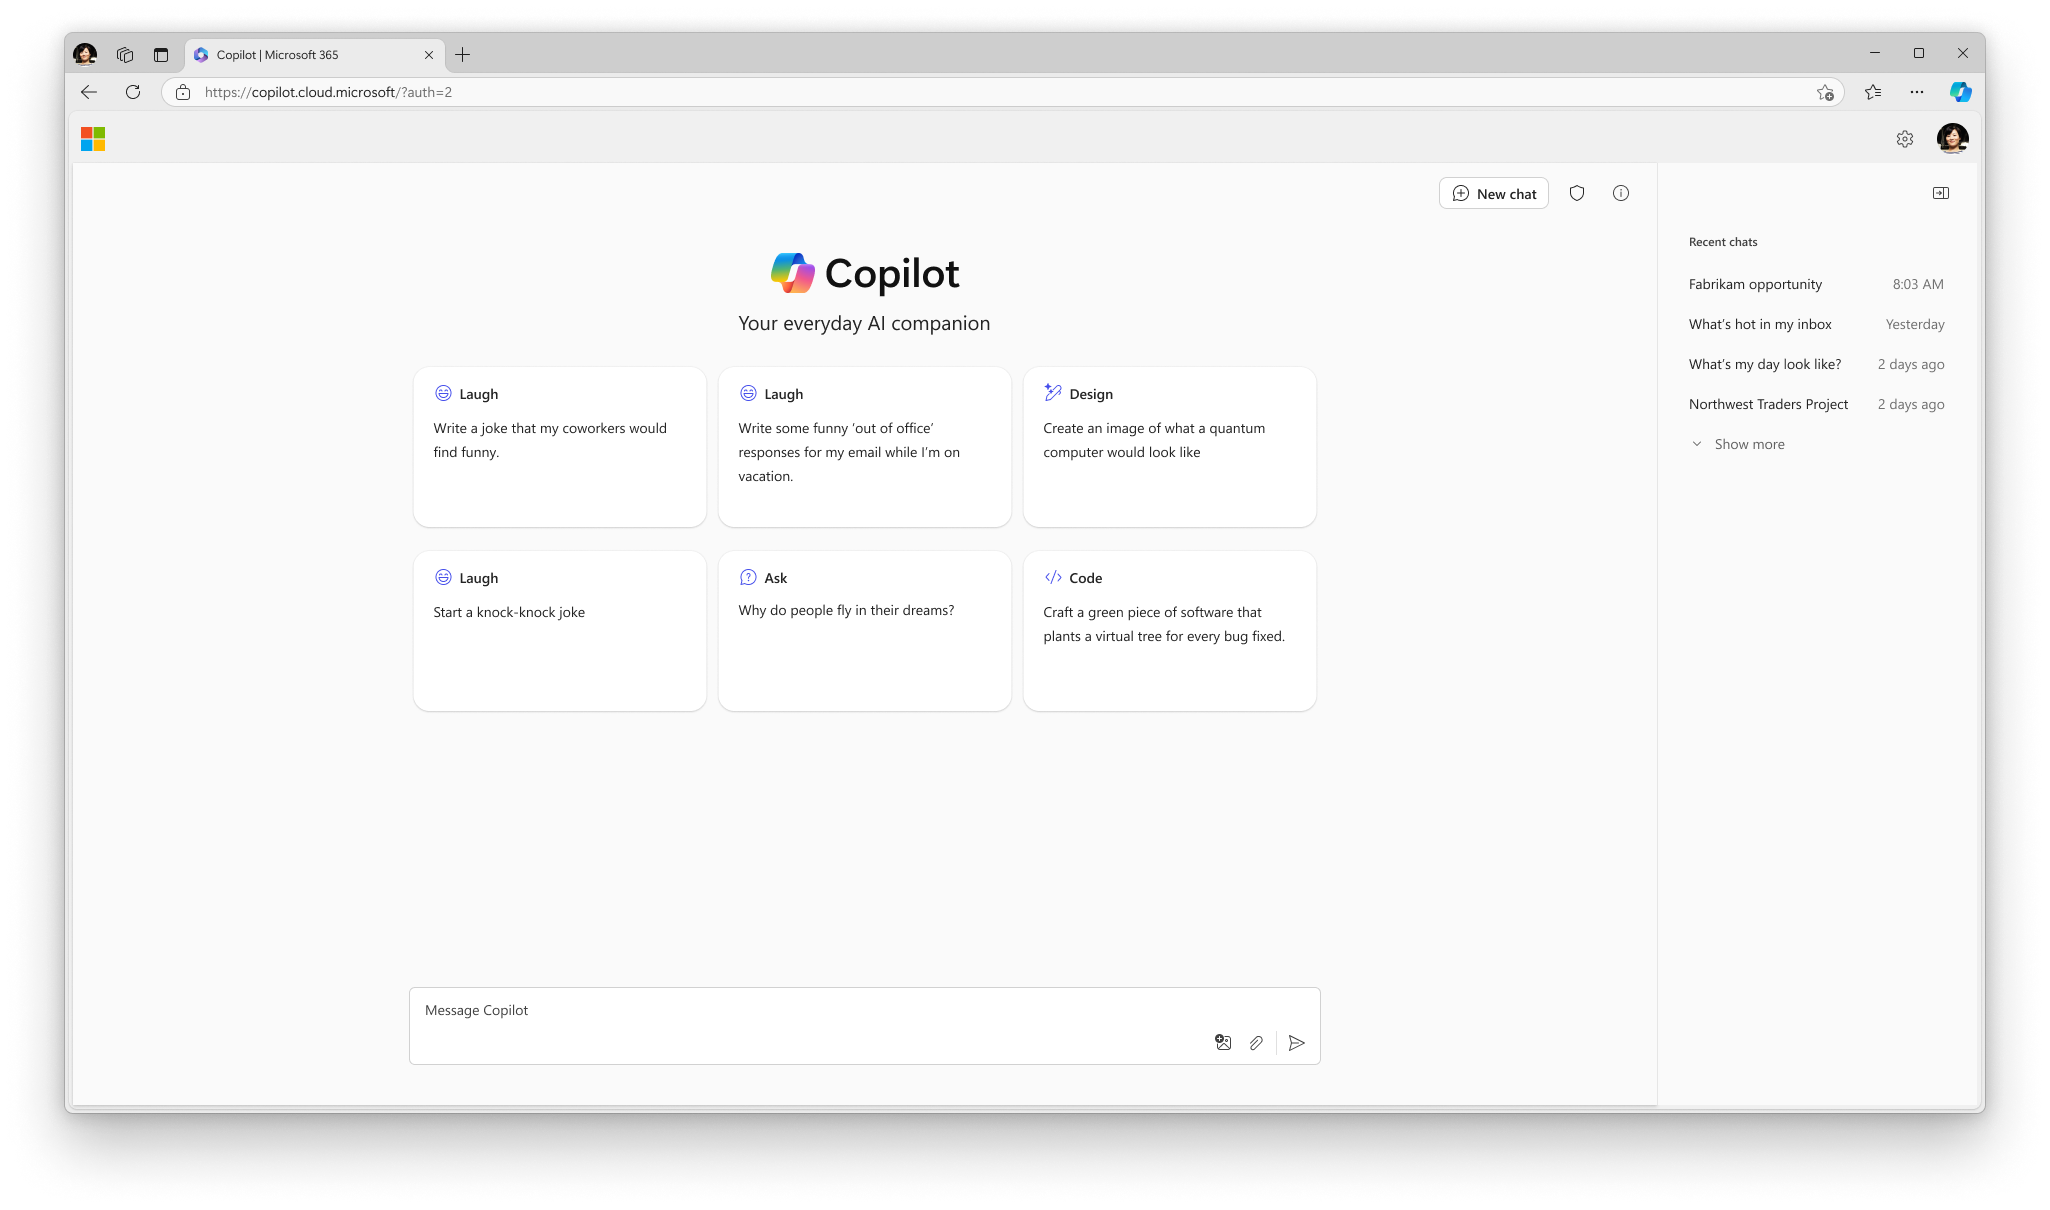 Copilot | Microsoft 365
https://copilot.cloud.microsoft/?auth=2
New chat
Copilot
Your everyday AI companion
Laugh
Write a joke that my coworkers would
find funny.
Laugh
Write some funny ‘out of office’
responses for my email while I’m on
vacation.
Design
Create an image of what a quantum
computer would look like
Laugh
Start a knock-knock joke
Ask
Why do people fly in their dreams?
Code
Craft a green piece of software that
plants a virtual tree for every bug fixed.
Message Copilot
Recent chats
Fabrikam opportunity 8:03 AM
What’s hot in my inbox Yesterday
What’s my day look like? 2 days ago
Northwest Traders Project 2 days ago
Show more